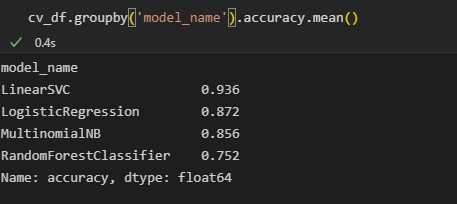 cv_df.groupby('model_name').accuracy.mean()
✓ 0.4s
model_name
LinearSVC 0.936
LogisticRegression 0.872
MultinomialNB 0.856
RandomForestClassifier 0.752
Name: accuracy, dtype: float64